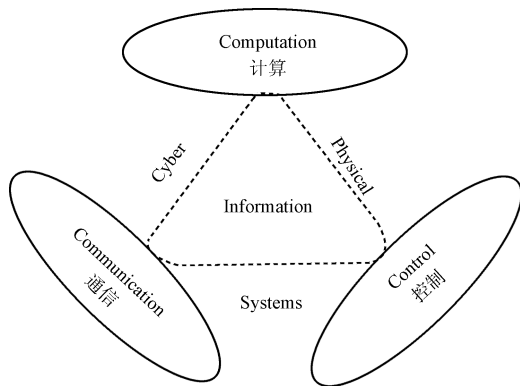 Computation
计算
Cyber
Physical
Information
Communication
通信
Control
控制
Systems